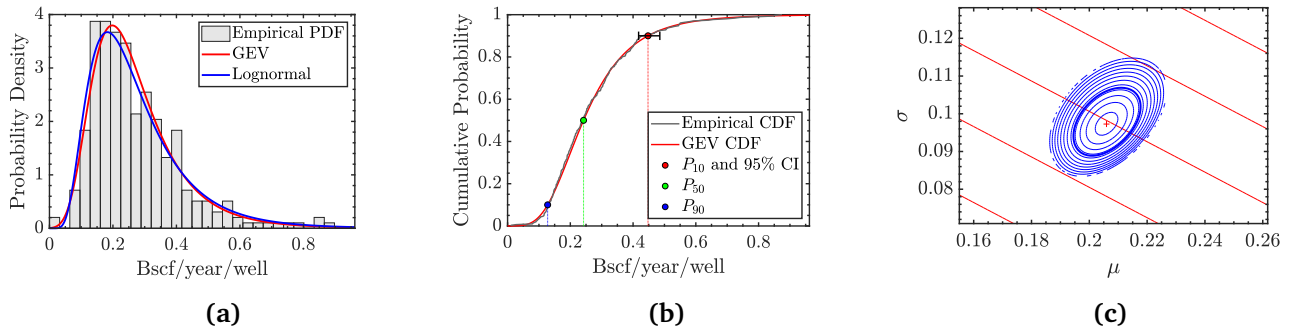 Probability Density
4
3
2
1
0
0
0.2
0.4
0.6
0.8
Bscf/year/well
Empirical PDF
GEV
Lognormal
(a)
Cumulative Probability
1
0.8
0.6
0.4
0.2
0
0
0.2
0.4
0.6
0.8
Bscf/year/well
Empirical CDF
GEV CDF
P10 and 95% CI
P50
P90
(b)
σ
0.12
0.11
0.1
0.09
0.08
0.16
0.18
0.2
0.22
0.24
0.26
μ
(c)